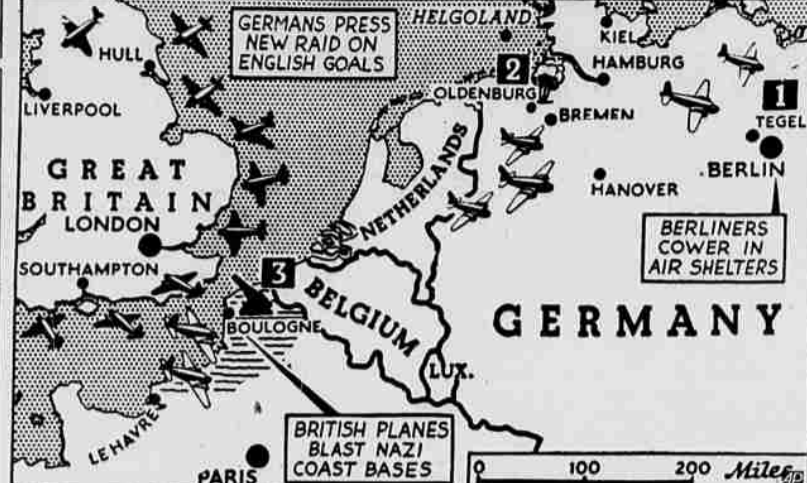 GERMANS PRESS
NEW RAID ON
ENGLISH GOALS
HELGOLAND
KIEL
HULL
HAMBURG
2
1
LIVERPOOL
OLDENBURG
BREMEN
TEGEL
GREAT
BRITAIN
NETHERLANDS
BERLIN
HANOVER
LONDON
BERLINERS
COWER IN
AIR SHELTERS
SOUTHAMPTON
3
BELGIUM
GERMANY
BOULOGNE
LUX.
LE HAVRE
BRITISH PLANES
BLAST NAZI
COAST BASES
PARIS
0 100 200 Miles
AP